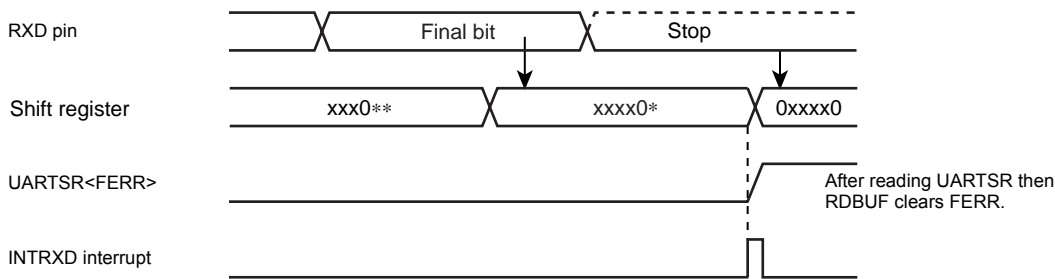 RXD pin
Final bit
Stop
Shift register
xxx0**
xxxx0*
0xxxx0
UARTSR<FERR>
After reading UARTSR then
RDBUF clears FERR.
INTRXD interrupt